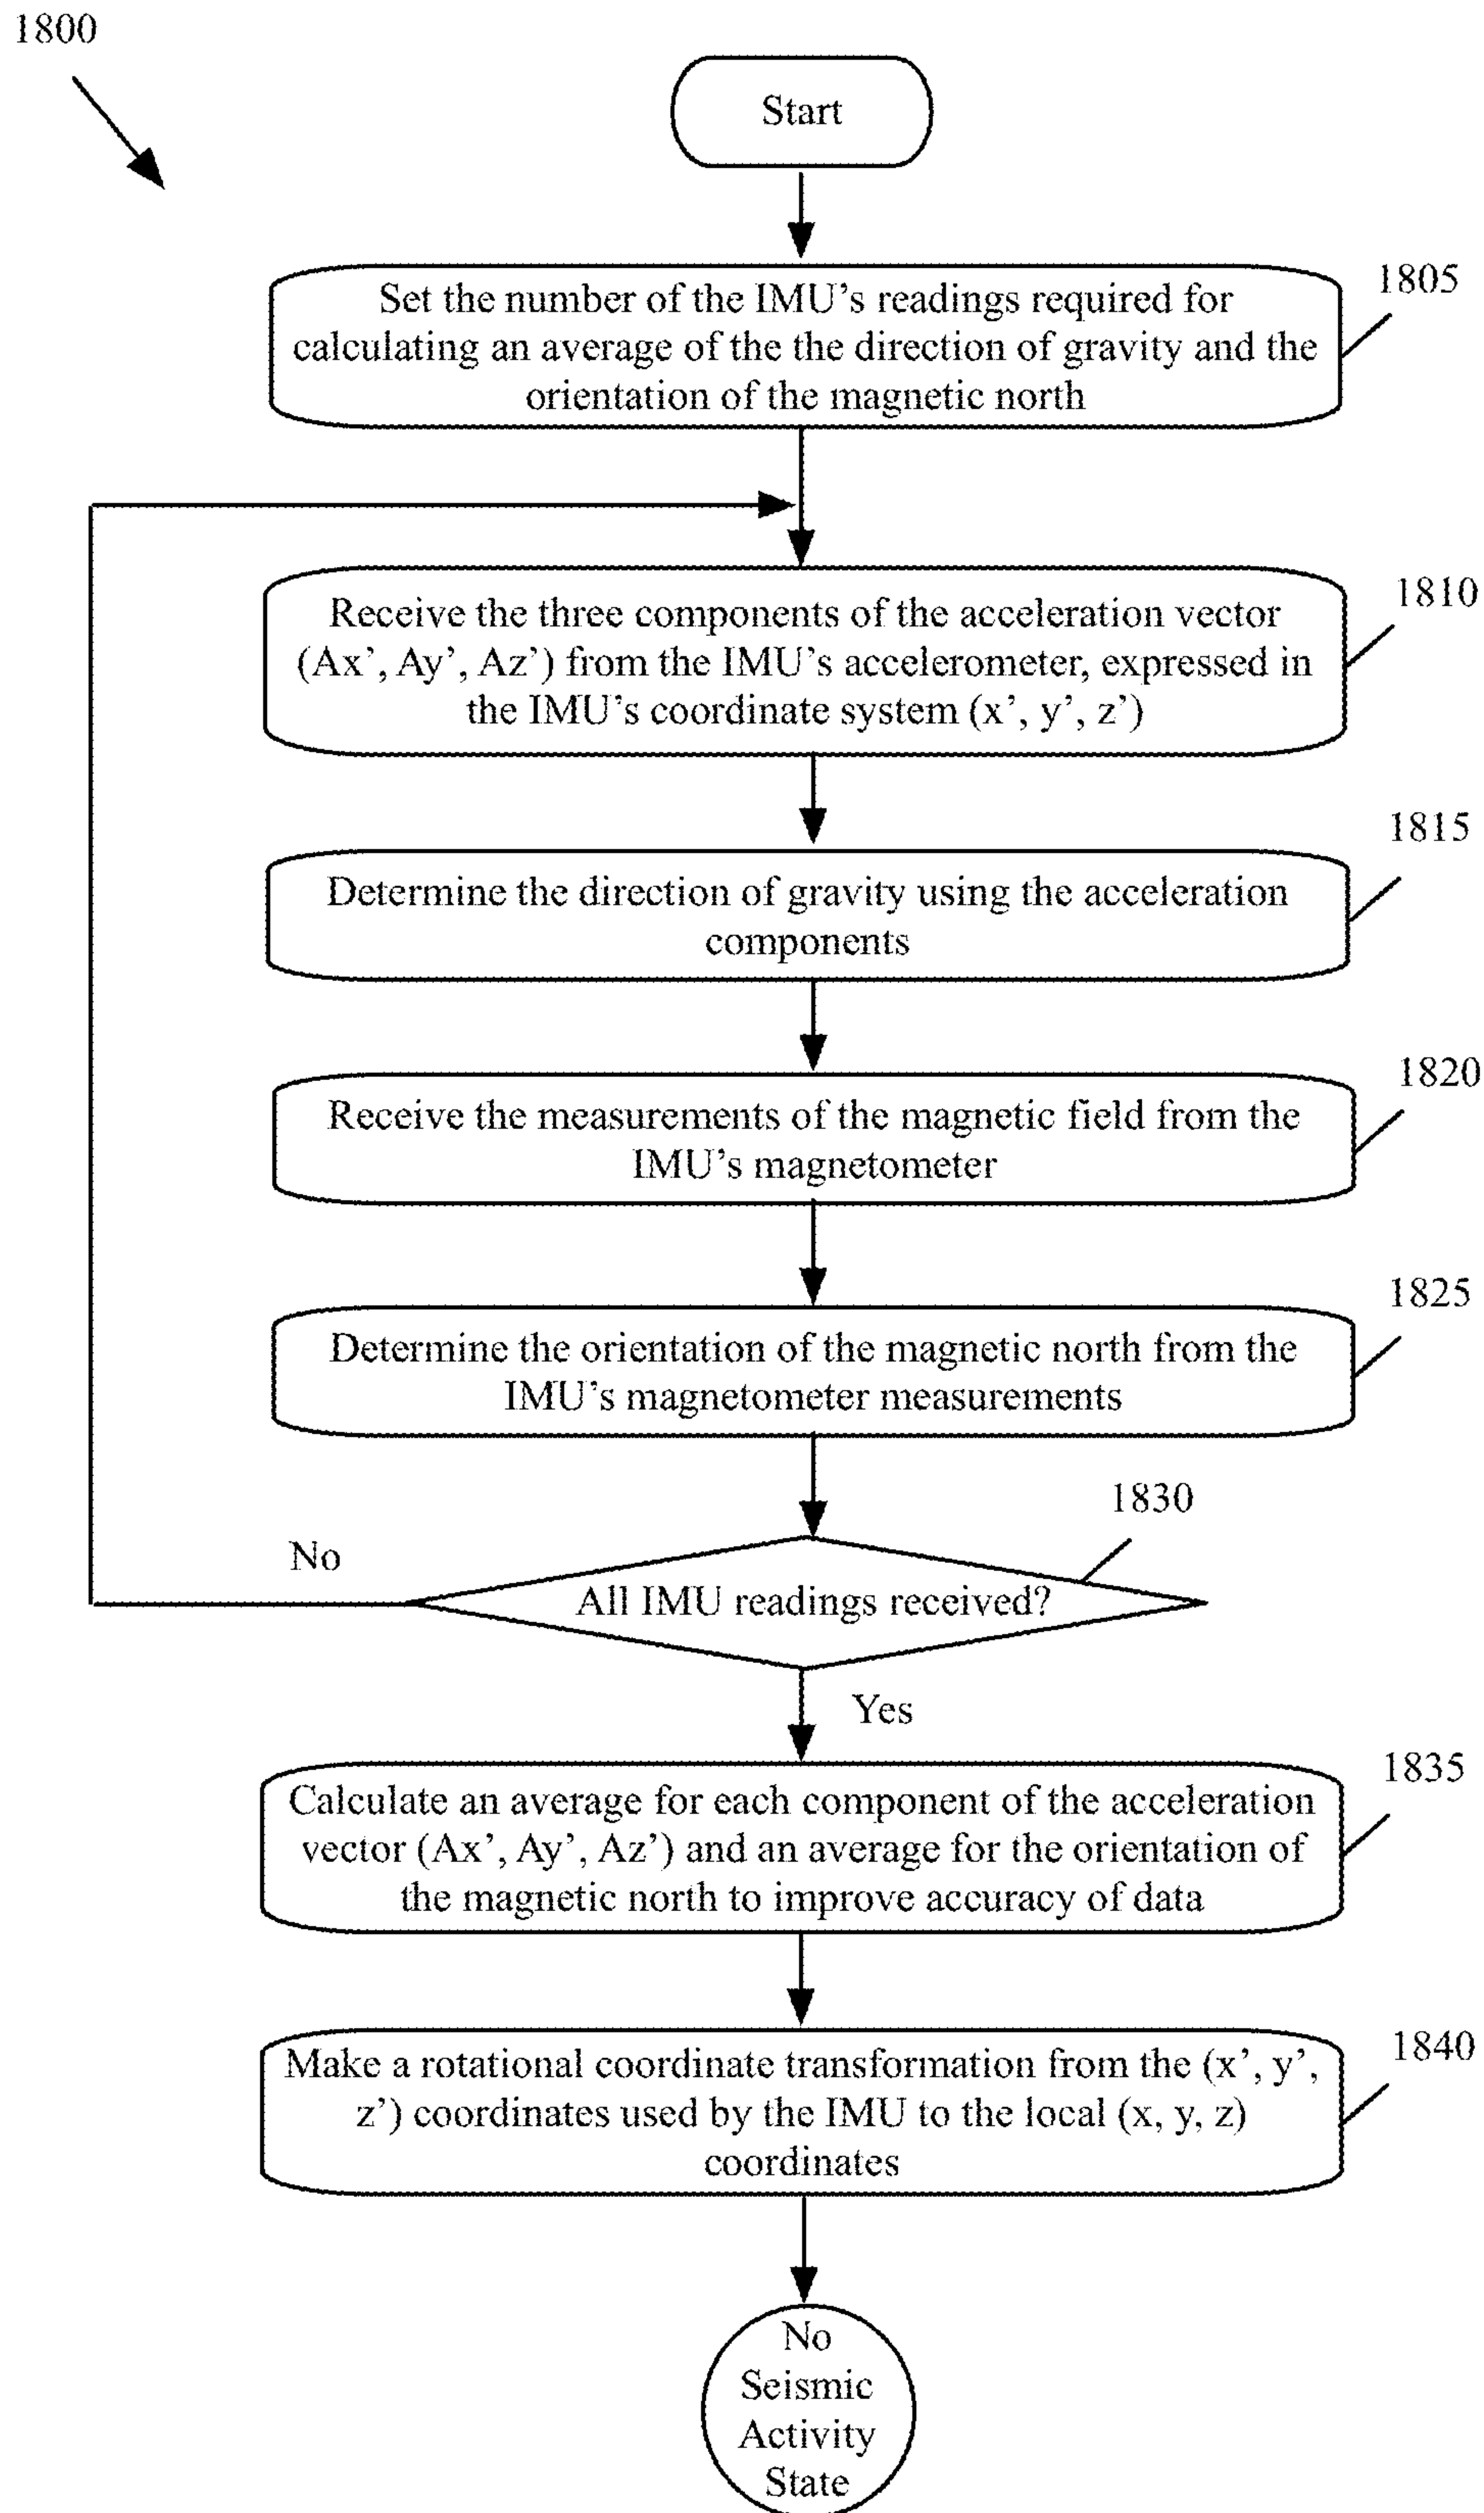 1800
Start
1805
Set the number of the IMU's readings required for
calculating an average of the the direction of gravity and the
orientation of the magnetic north
1810
Receive the three components of the acceleration vector
(Ax', Ay', Az') from the IMU's accelerometer, expressed in
the IMU's coordinate system (x', y', z')
1815
Determine the direction of gravity using the acceleration
components
1820
Receive the measurements of the magnetic field from the
IMU's magnetometer
1825
Determine the orientation of the magnetic north from the
IMU's magnetometer measurements
1830
No
All IMU readings received?
Yes
1835
Calculate an average for each component of the acceleration
vector (Ax', Ay', Az') and an average for the orientation of
the magnetic north to improve accuracy of data
1840
Make a rotational coordinate transformation from the (x', y',
z') coordinates used by the IMU to the local (x, y, z)
coordinates
No
Seismic
Activity
State